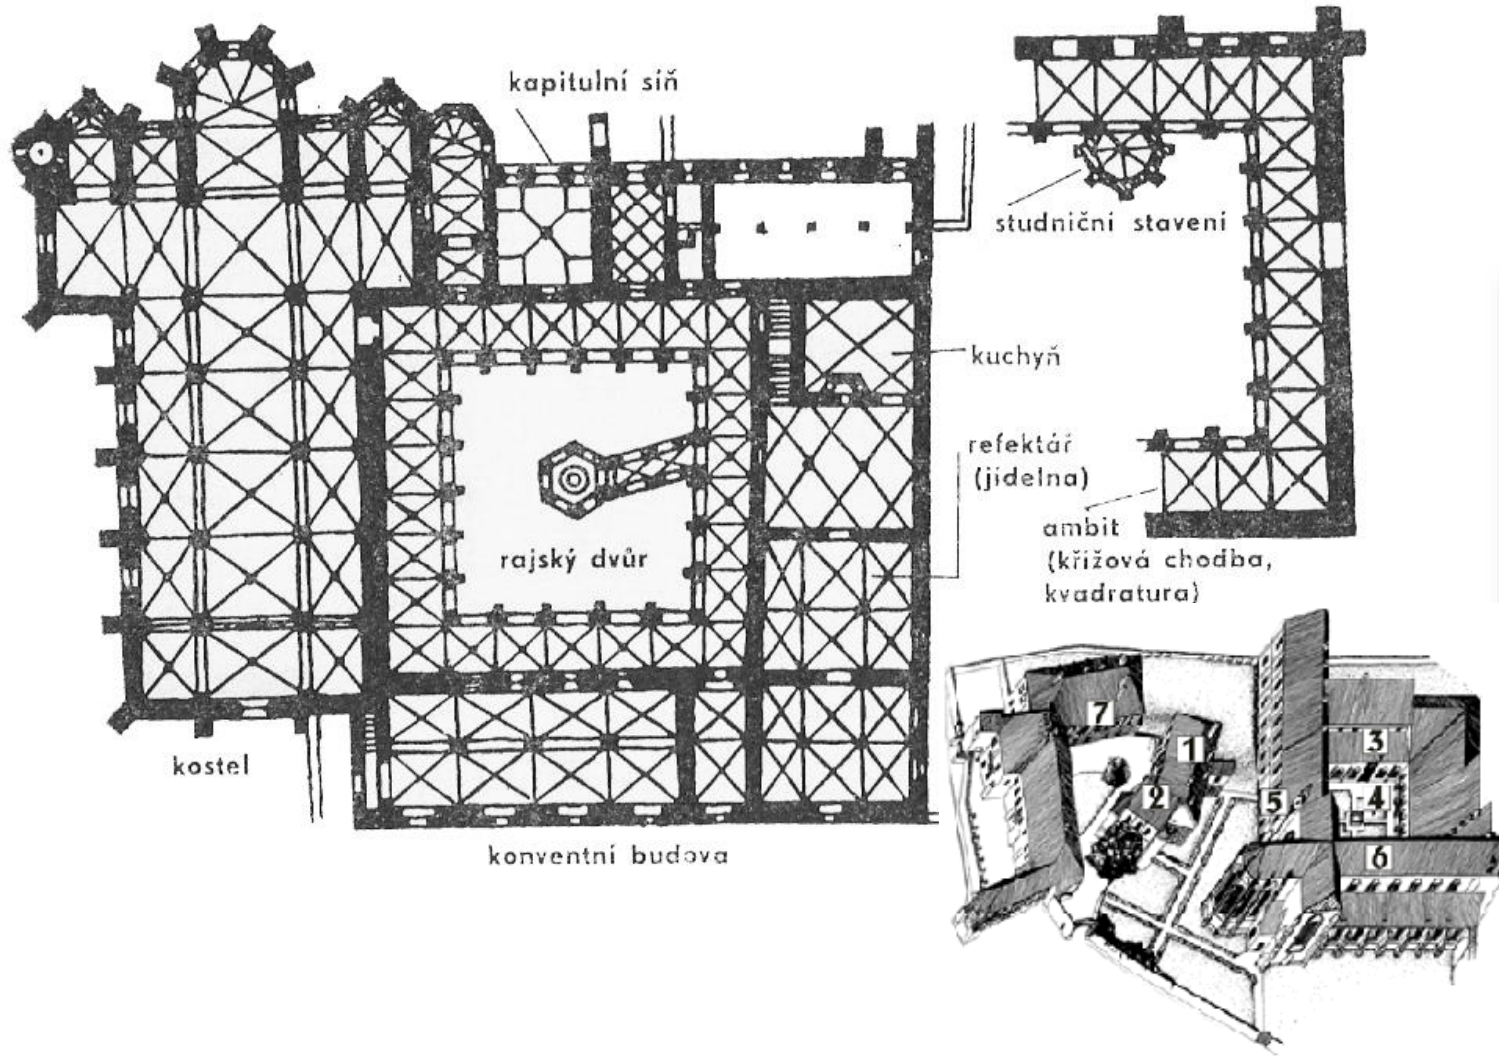 kapitulní síň
studniční stavení
kuchyň
refektář
(jídelna)
ambit
(křížová chodba,
kvadratura)
rajský dvůr
kostel
konventní budova
7
1
3
2
5
4
6